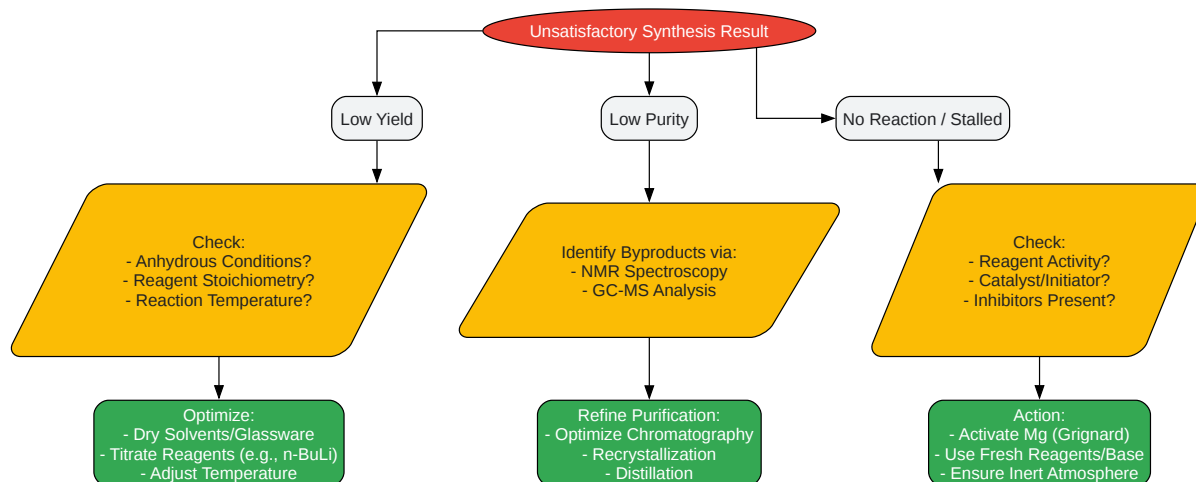 Unsatisfactory Synthesis Result
Low Yield
Low Purity
No Reaction / Stalled
Check:
- Anhydrous Conditions?
- Reagent Stoichiometry?
- Reaction Temperature?
Identify Byproducts via:
- NMR Spectroscopy
- GC-MS Analysis
Check:
- Reagent Activity?
- Catalyst/Initiator?
- Inhibitors Present?
Optimize:
- Dry Solvents/Glassware
- Titrate Reagents (e.g., n-BuLi)
- Adjust Temperature
Refine Purification:
- Optimize Chromatography
- Recrystallization
- Distillation
Action:
- Activate Mg (Grignard)
- Use Fresh Reagents/Base
- Ensure Inert Atmosphere